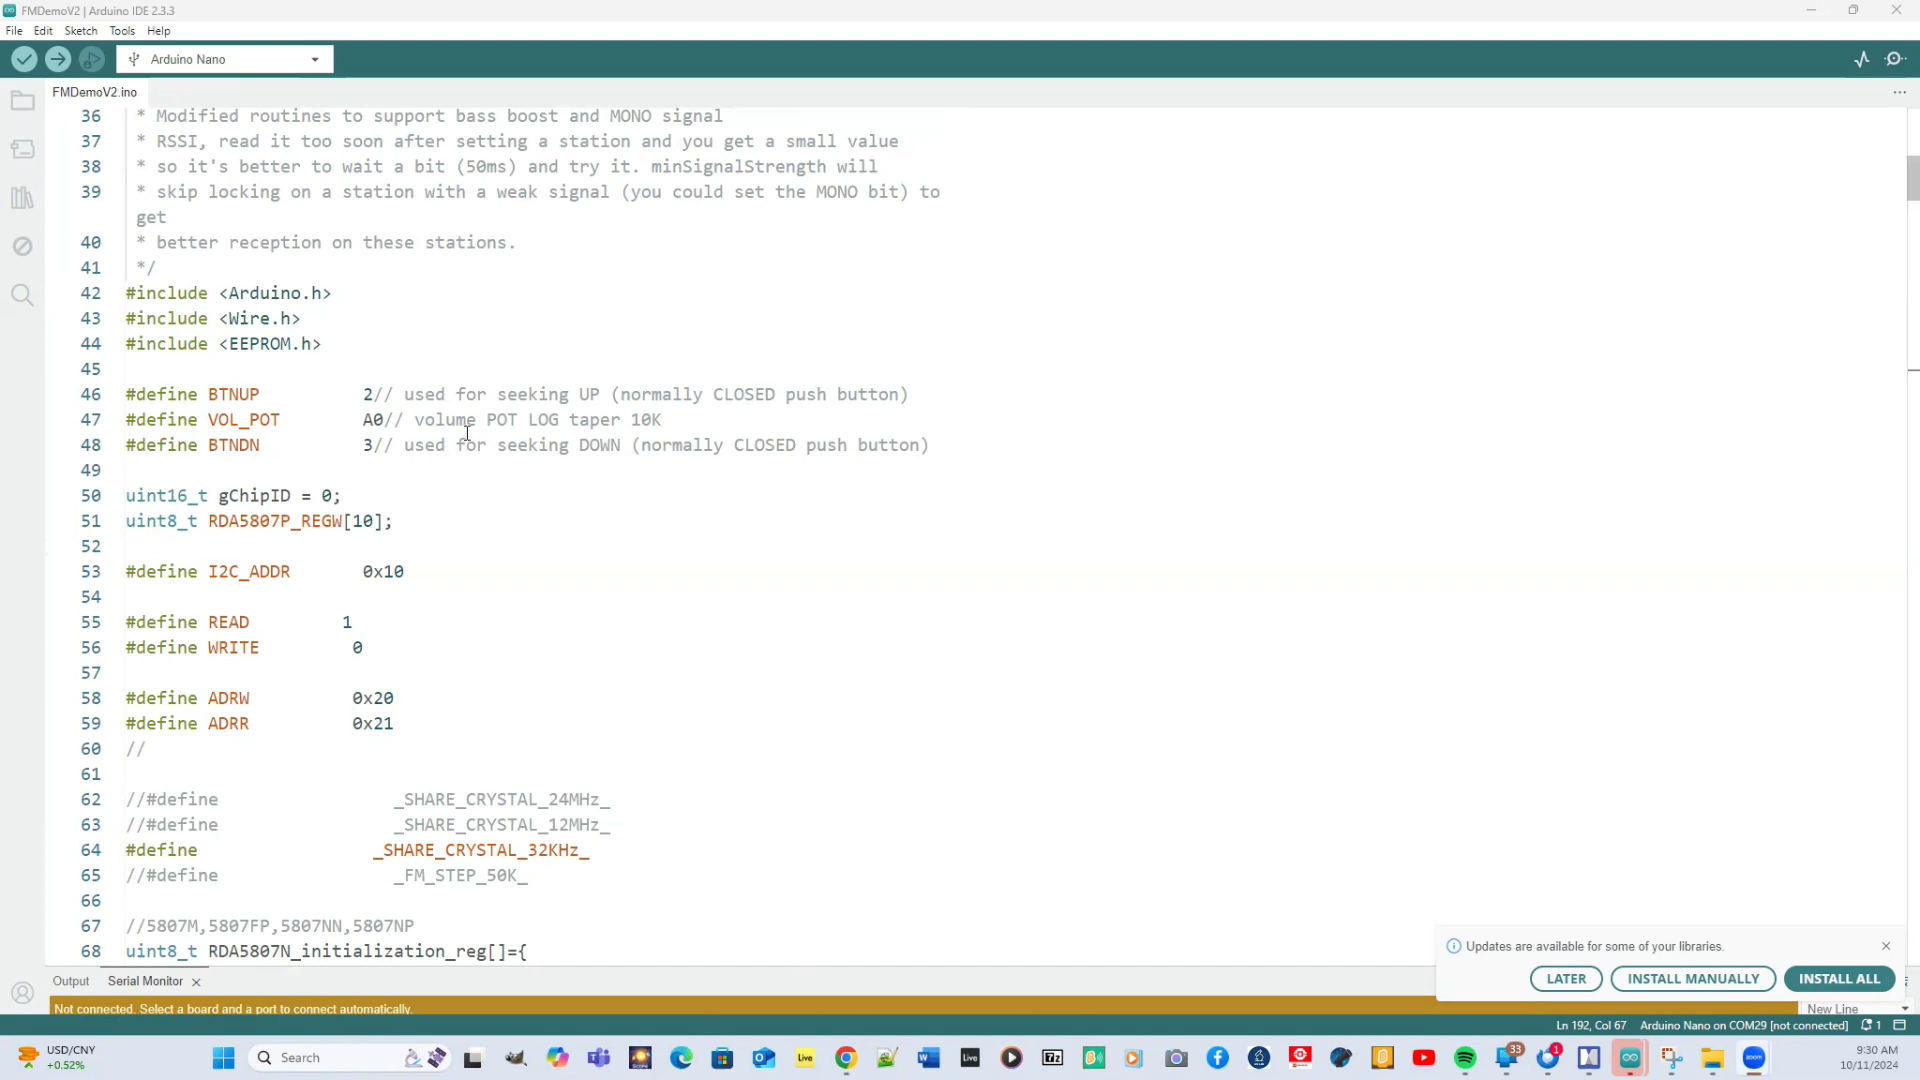 FMDemoV2 | Arduino IDE 2.3.3
File Edit Sketch Tools Help
Arduino Nano
FMDemoV2.ino
36 * Modified routines to support bass boost and MONO signal
37 * RSSI, read it too soon after setting a station and you get a small value
38 * so it's better to wait a bit (50ms) and try it. minSignalStrength will
39 * skip locking on a station with a weak signal (you could set the MONO bit) to
get
40 * better reception on these stations.
41 */
42 #include <Arduino.h>
43 #include <Wire.h>
44 #include <EEPROM.h>
45
46 #define BTNUP 2// used for seeking UP (normally CLOSED push button)
47 #define VOL_POT A0// volume POT LOG taper 10K
48 #define BTNDN 3// used for seeking DOWN (normally CLOSED push button)
49
50 uint16_t gChipID = 0;
51 uint8_t RDA5807P_REGW[10];
52
53 #define I2C_ADDR 0x10
54
55 #define READ 1
56 #define WRITE 0
57
58 #define ADRW 0x20
59 #define ADRR 0x21
60 //
61
62 //#define _SHARE_CRYSTAL_24MHz_
63 //#define _SHARE_CRYSTAL_12MHz_
64 #define _SHARE_CRYSTAL_32KHz_
65 //#define _FM_STEP_50K_
66
67 //5807M,5807FP,5807NN,5807NP
68 uint8_t RDA5807N_initialization_reg[]={
Updates are available for some of your libraries.
LATER INSTALL MANUALLY INSTALL ALL
Output Serial Monitor
Not connected. Select a board and a port to connect automatically.
New Line
Ln 192, Col 67 Arduino Nano on COM29 [not connected] 1
USD/CNY
+0.52%
Search
Live
Live
7z
33
1
zoom
9:30 AM
10/11/2024